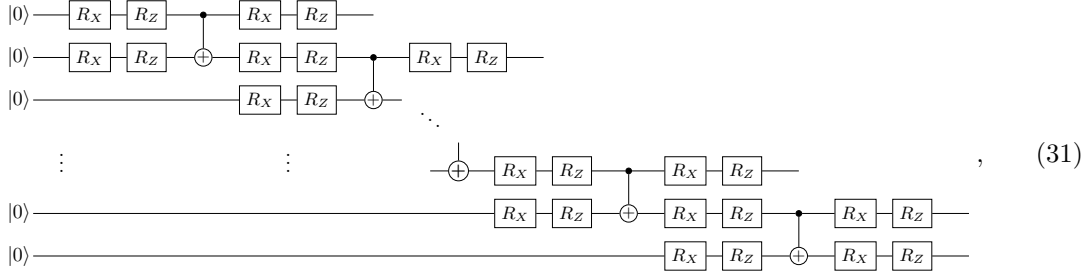 |0⟩ R_X R_Z R_X R_Z
|0⟩ R_X R_Z R_X R_Z R_X R_Z
|0⟩ R_X R_Z
⋱
⋮ ⋮ R_X R_Z R_X R_Z , (31)
|0⟩ R_X R_Z R_X R_Z R_X R_Z
|0⟩ R_X R_Z R_X R_Z